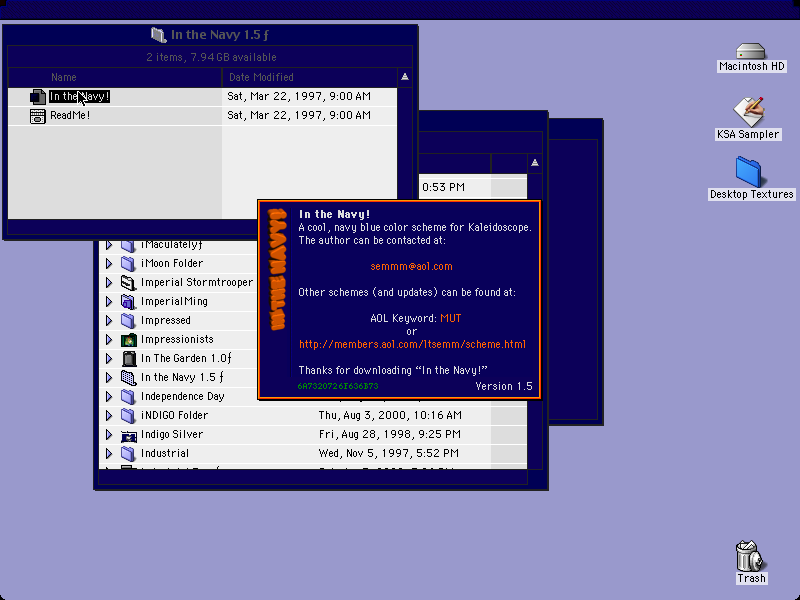 In the Navy 1.5 ƒ
2 items, 7.94 GB available
Name
Date Modified
In the Navy!
Sat, Mar 22, 1997, 9:00 AM
ReadMe!
Sat, Mar 22, 1997, 9:00 AM
Macintosh HD
KSA Sampler
Desktop Textures
0:53 PM
In the Navy!
A cool, navy blue color scheme for Kaleidoscope.
The author can be contacted at:
semmm@aol.com
Other schemes (and updates) can be found at:
AOL Keyword: MUT
or
http://members.aol.com/ltsemm/scheme.html
Thanks for downloading “In the Navy!”
6A7320726F636B73
Version 1.5
iMaculatelyƒ
iMoon Folder
Imperial Stormtrooper
ImperialMing
Impressed
Impressionists
In The Garden 1.0ƒ
In the Navy 1.5 ƒ
Independence Day
iNDIGO Folder
Thu, Aug 3, 2000, 10:16 AM
Indigo Silver
Fri, Aug 28, 1998, 9:25 PM
Industrial
Wed, Nov 5, 1997, 5:52 PM
Trash